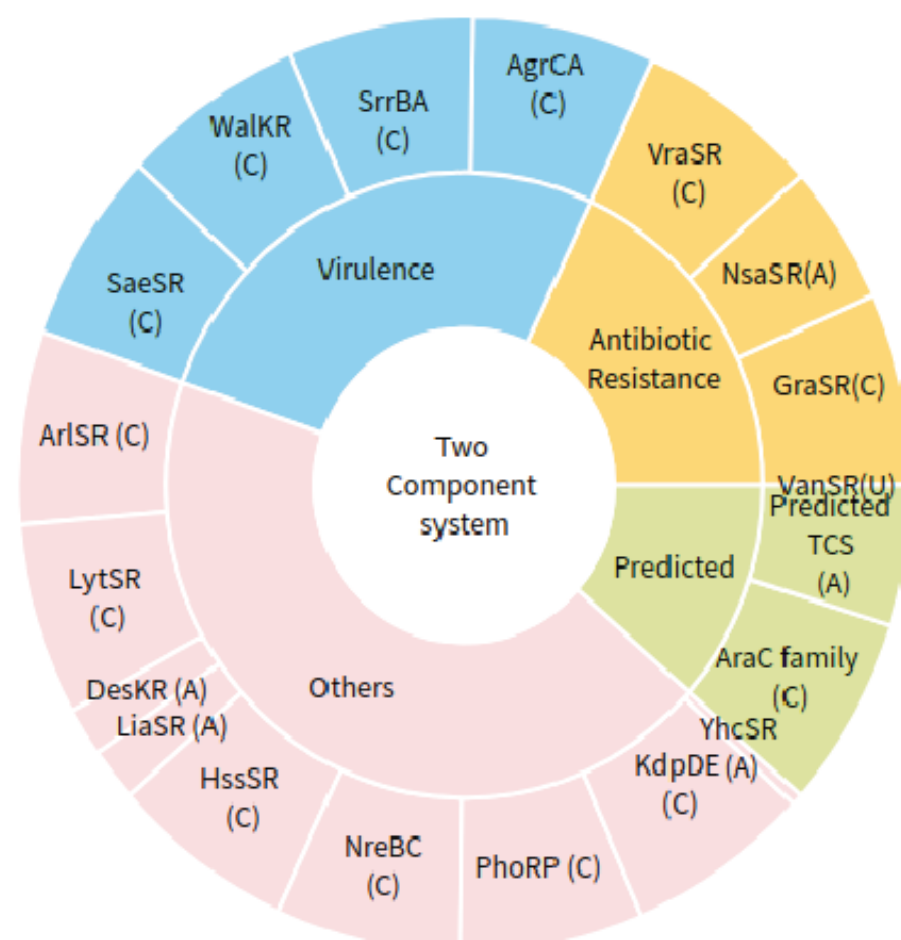 AgrCA
(C)
SrrBA
(C)
WalKR
(C)
VraSR
(C)
Virulence
NsaSR(A)
SaeSR
(C)
Antibiotic
Resistance
GraSR(C)
ArlSR (C)
Two
Component
system
VanSR(U)
Predicted
TCS
(A)
Predicted
LytSR
(C)
AraC family
(C)
Others
DesKR (A)
LiaSR (A)
YhcSR
(A)
KdpDE
(C)
HssSR
(C)
NreBC
(C)
PhoRP (C)